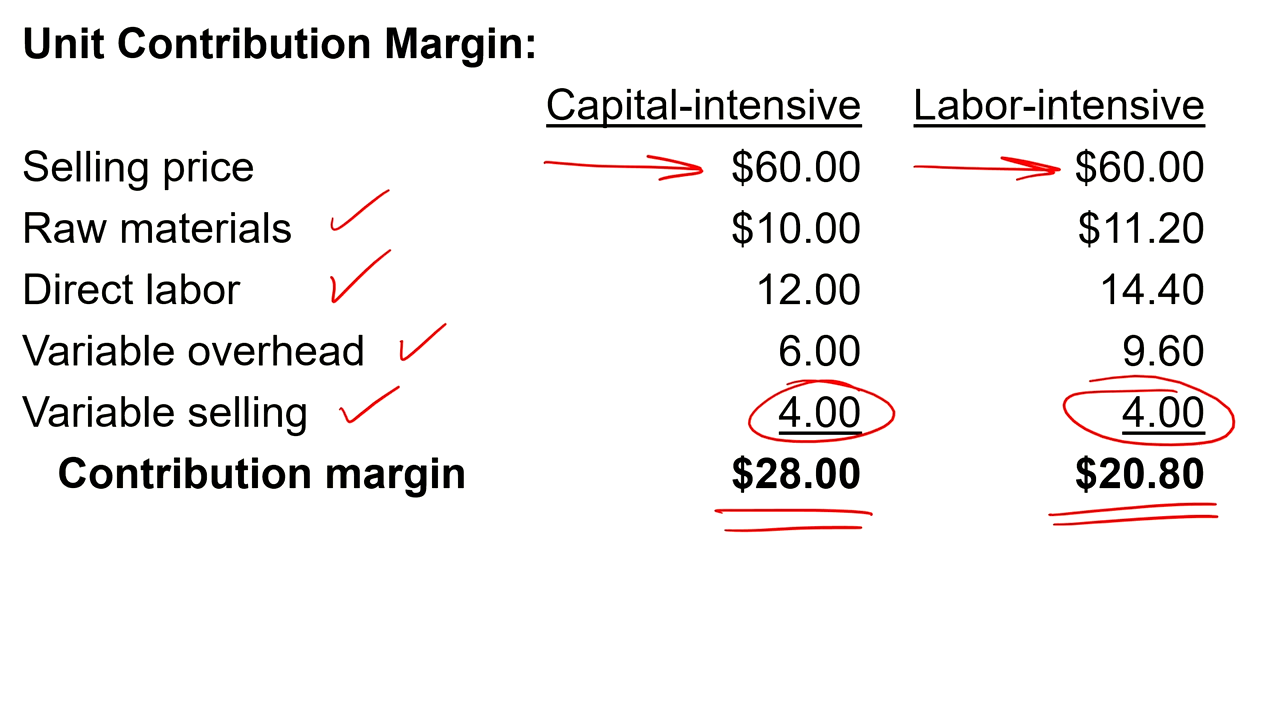 Unit Contribution Margin:
Capital-intensive Labor-intensive
Selling price $60.00 $60.00
Raw materials $10.00 $11.20
Direct labor 12.00 14.40
Variable overhead 6.00 9.60
Variable selling 4.00 4.00
Contribution margin $28.00 $20.80